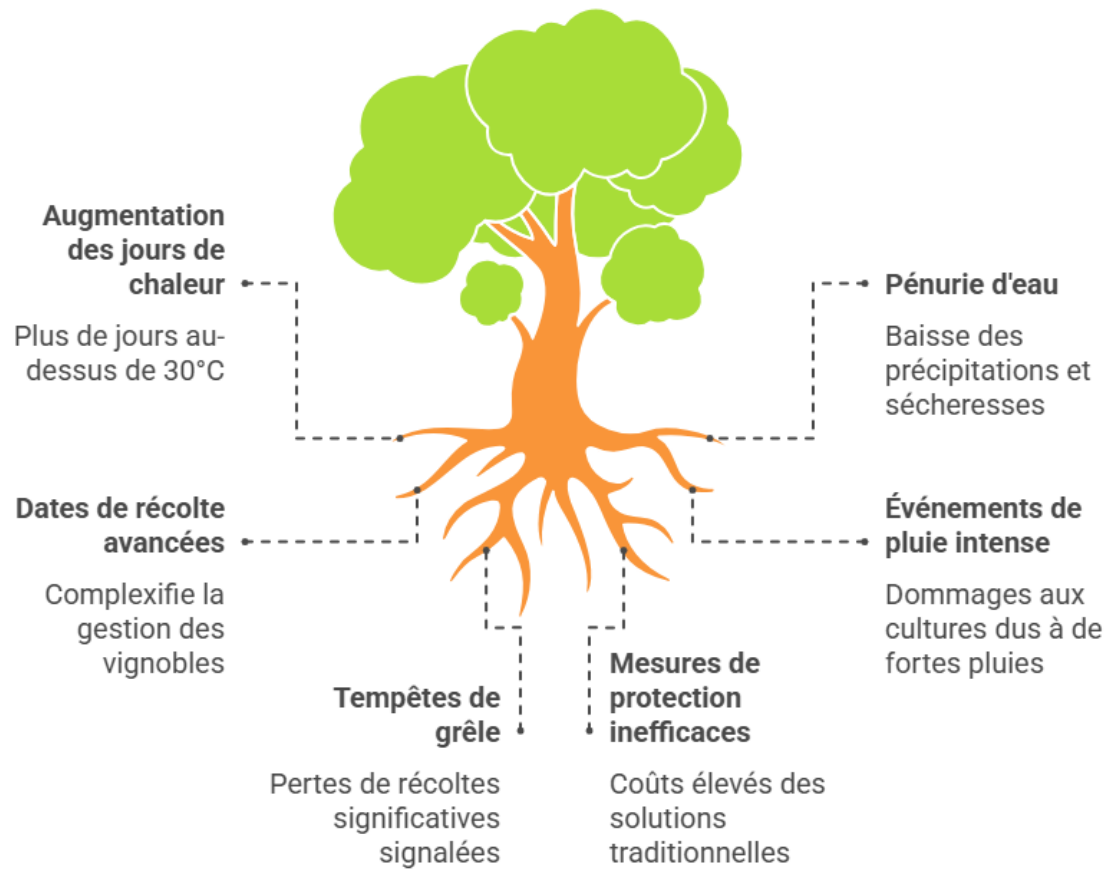 Augmentation
des jours de
chaleur
Plus de jours au-
dessus de 30°C
Pénurie d'eau
Baisse des
précipitations et
sécheresses
Dates de récolte
avancées
Complexifie la
gestion des
vignobles
Événements de
pluie intense
Dommages aux
cultures dus à de
fortes pluies
Tempêtes de
grêle
Pertes de récoltes
significatives
signalées
Mesures de
protection
inefficaces
Coûts élevés des
solutions
traditionnelles